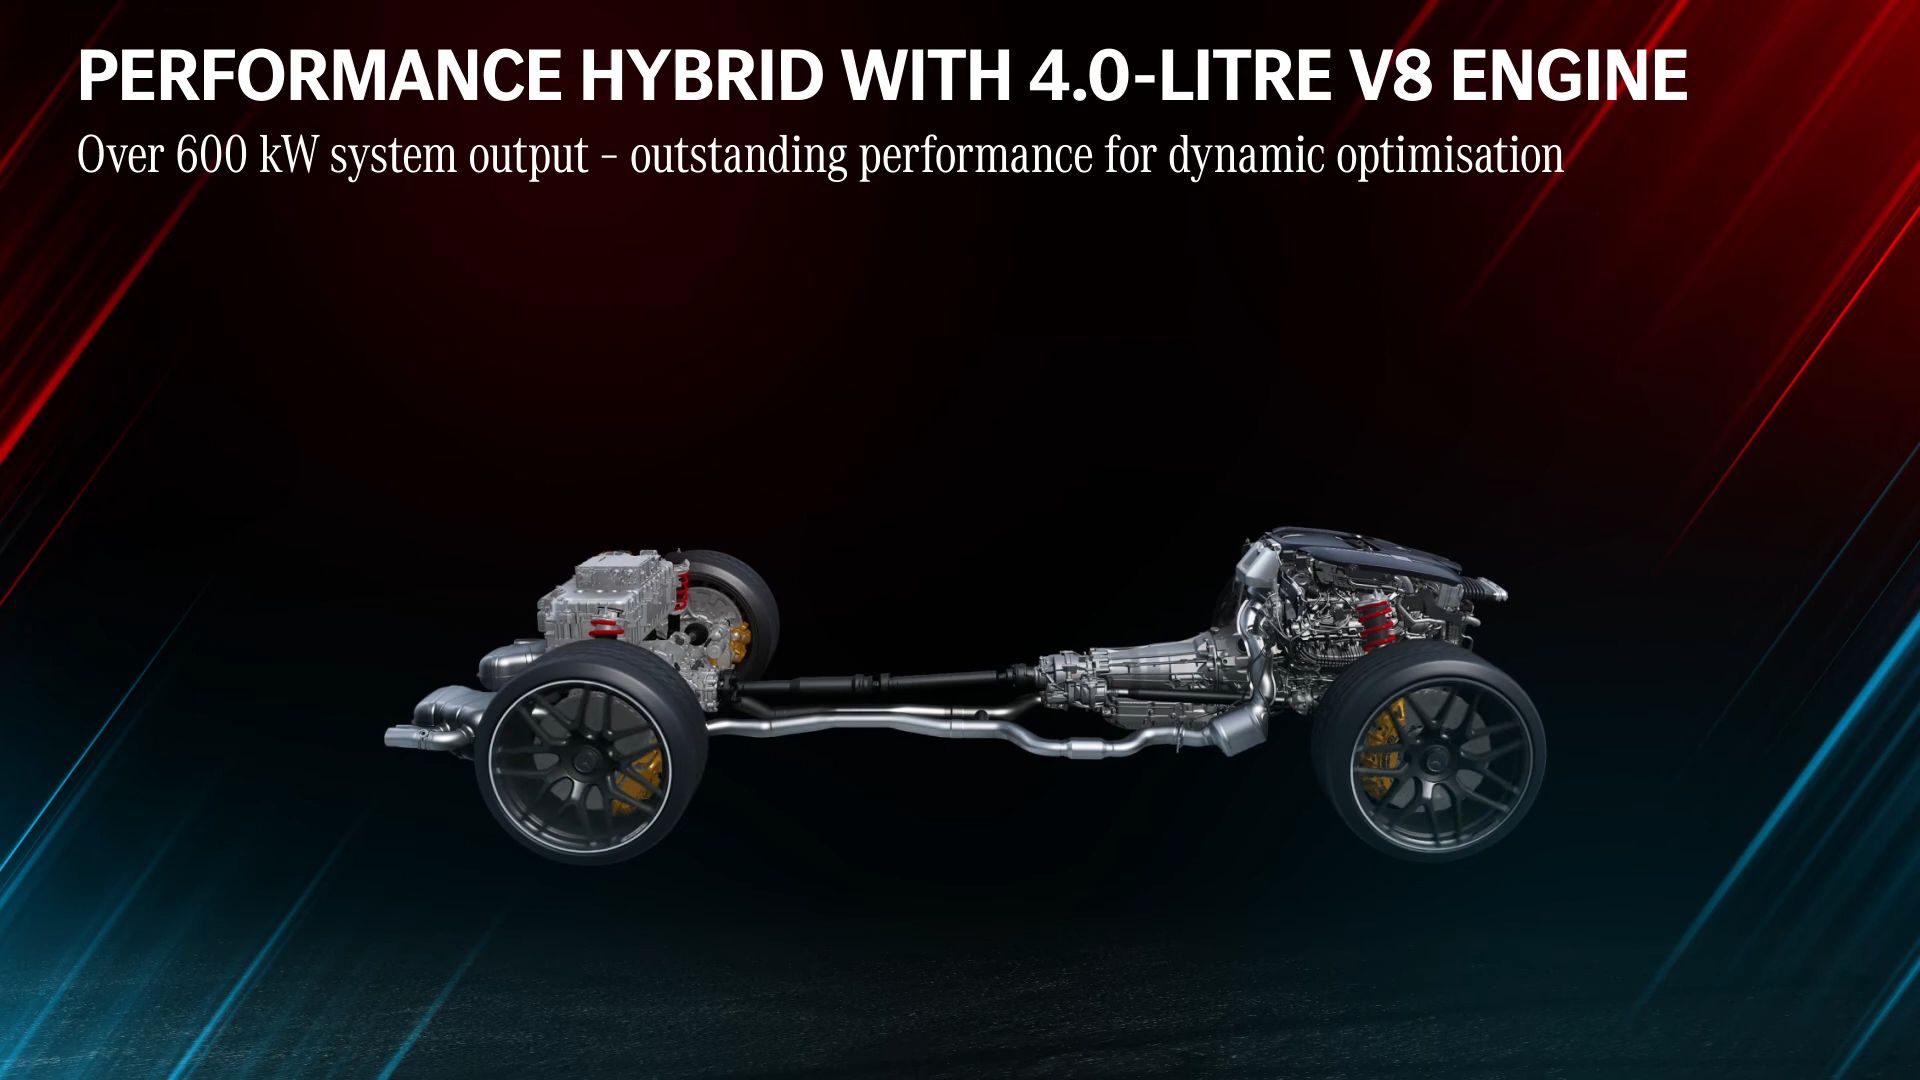 PERFORMANCE HYBRID WITH 4.0-LITRE V8 ENGINE
Over 600 kW system output – outstanding performance for dynamic optimisation